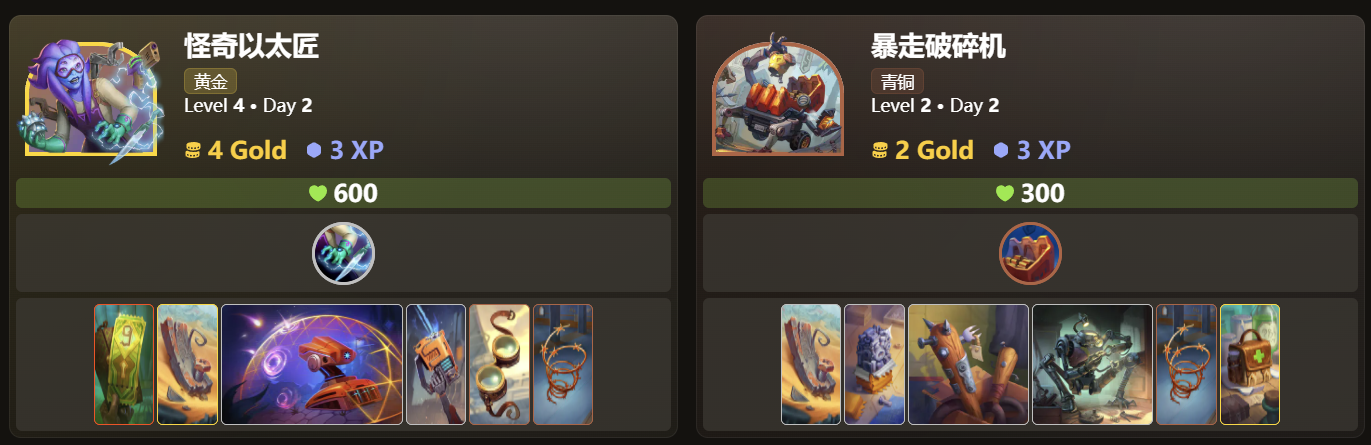 怪奇以太匠
黄金
Level 4 • Day 2
4 Gold 3 XP
600
9
暴走破碎机
青铜
Level 2 • Day 2
2 Gold 3 XP
300